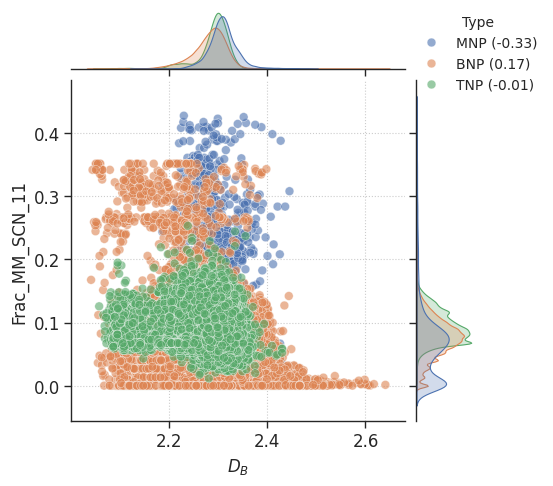 Type
MNP (-0.33)
BNP (0.17)
TNP (-0.01)
0.4
0.3
0.2
0.1
0.0
Frac_MM_SCN_11
2.2 2.4 2.6
D_B